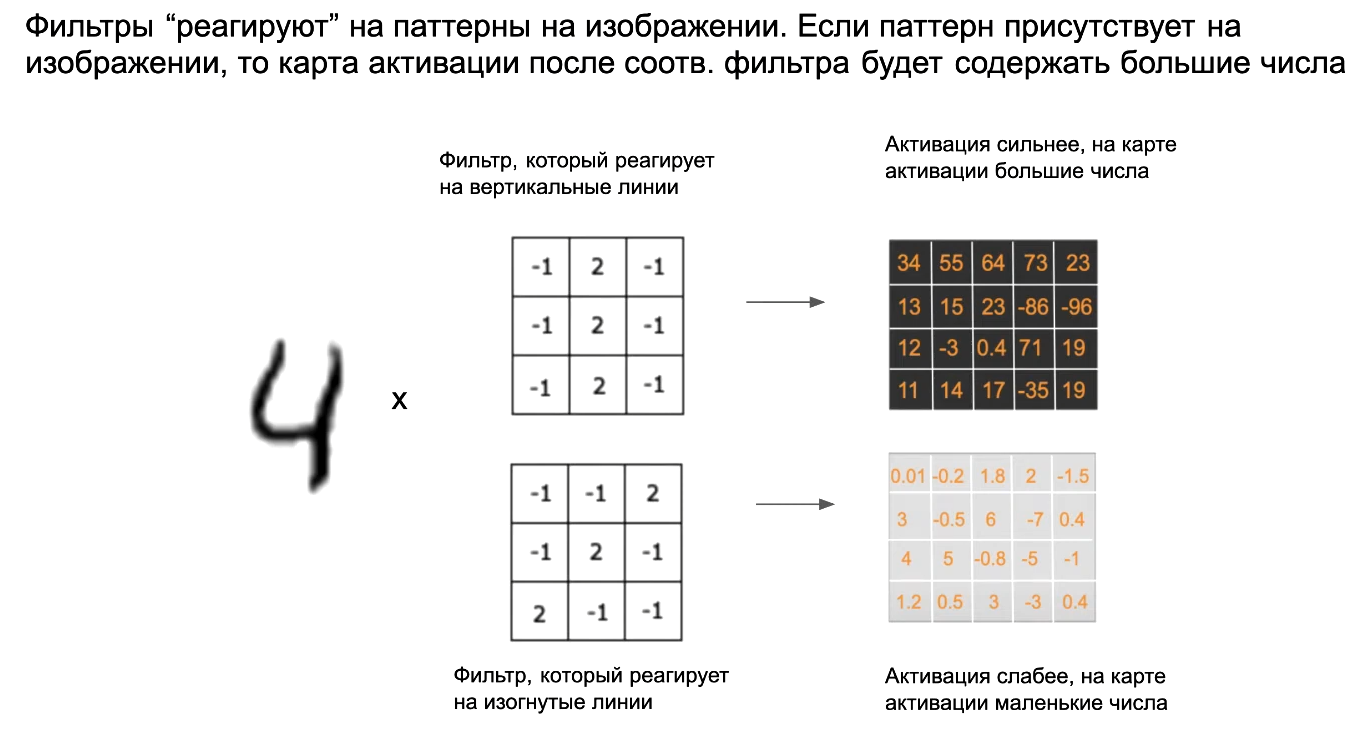 Фильтры “реагируют” на паттерны на изображении. Если паттерн присутствует на
изображении, то карта активации после соотв. фильтра будет содержать большие числа
Фильтр, который реагирует
на вертикальные линии
Активация сильнее, на карте
активации большие числа
-1 2 -1
-1 2 -1
-1 2 -1
34 55 64 73 23
13 15 23 -86 -96
12 -3 0.4 71 19
11 14 17 -35 19
4
x
-1 -1 2
-1 2 -1
2 -1 -1
0.01 -0.2 1.8 2 -1.5
3 -0.5 6 -7 0.4
4 5 -0.8 -5 -1
1.2 0.5 3 -3 0.4
Фильтр, который реагирует
на изогнутые линии
Активация слабее, на карте
активации маленькие числа